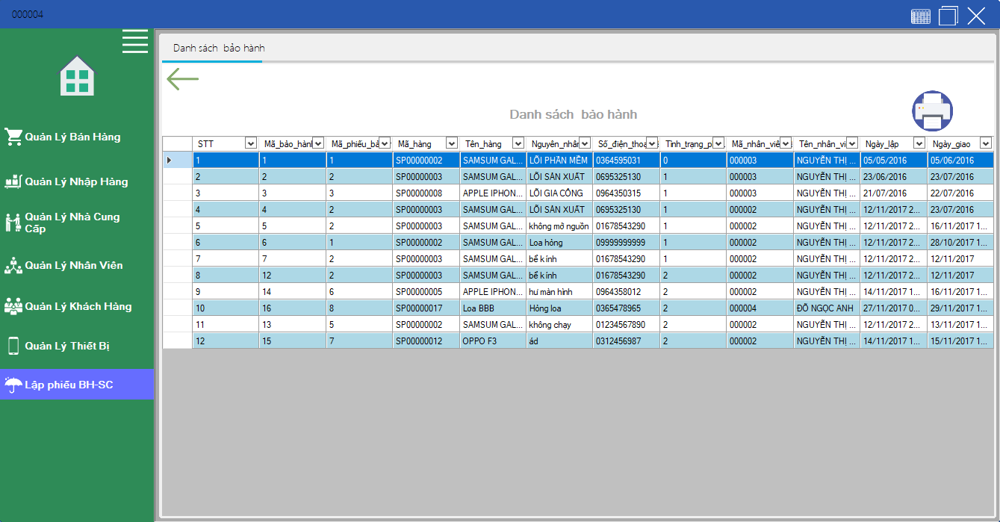 000004
Danh sách bảo hành
Quản Lý Bán Hàng
Quản Lý Nhập Hàng
Quản Lý Nhà Cung
Cấp
Quản Lý Nhân Viên
Quản Lý Khách Hàng
Quản Lý Thiết Bị
Lập phiếu BH-SC
Danh sách bảo hành
STT Mã_bảo_hành Mã_phiếu_bả Mã_hàng Tên_hàng Nguyên_nhân Số_điện_thoạ Tình_trạng_p Mã_nhân_viê Tên_nhân_vi Ngày_lập Ngày_giao
1 1 1 SP00000002 SAMSUM GAL... LỖI PHẦN MỀM 0364595031 0 000003 NGUYỄN THỊ ... 05/05/2016 05/06/2016
2 2 2 SP00000003 SAMSUM GAL... LỖI SẢN XUẤT 0695325130 1 000003 NGUYỄN THỊ ... 23/06/2016 23/07/2016
3 3 3 SP00000008 APPLE IPHON... LỖI GIA CÔNG 0964350315 1 000003 NGUYỄN THỊ ... 21/07/2016 22/07/2016
4 4 2 SP00000003 SAMSUM GAL... LỖI SẢN XUẤT 0695325130 1 000002 NGUYỄN THỊ ... 12/11/2017 2... 23/07/2016
5 5 2 SP00000003 SAMSUM GAL... không mở nguồn 01678543290 1 000002 NGUYỄN THỊ ... 12/11/2017 2... 16/11/2017 1...
6 6 1 SP00000002 SAMSUM GAL... Loa hỏng 09999999999 1 000002 NGUYỄN THỊ ... 12/11/2017 2... 28/10/2017 1...
7 7 2 SP00000003 SAMSUM GAL... bể kính 01678543290 1 000002 NGUYỄN THỊ ... 12/11/2017 2... 12/11/2017
8 12 2 SP00000003 SAMSUM GAL... bể kính 01678543290 2 000002 NGUYỄN THỊ ... 12/11/2017 2... 12/11/2017
9 14 6 SP00000005 APPLE IPHON... hư màn hình 0964358012 2 000002 NGUYỄN THỊ ... 14/11/2017 1... 16/11/2017 1...
10 16 8 SP00000017 Loa BBB Hỏng loa 0365478965 2 000004 ĐỖ NGỌC ANH 27/11/2017 0... 29/11/2017 1...
11 13 5 SP00000002 SAMSUM GAL... không chạy 01234567890 2 000002 NGUYỄN THỊ ... 12/11/2017 2... 13/11/2017 1...
12 15 7 SP00000012 OPPO F3 ád 0312456987 2 000002 NGUYỄN THỊ ... 14/11/2017 1... 15/11/2017 1...